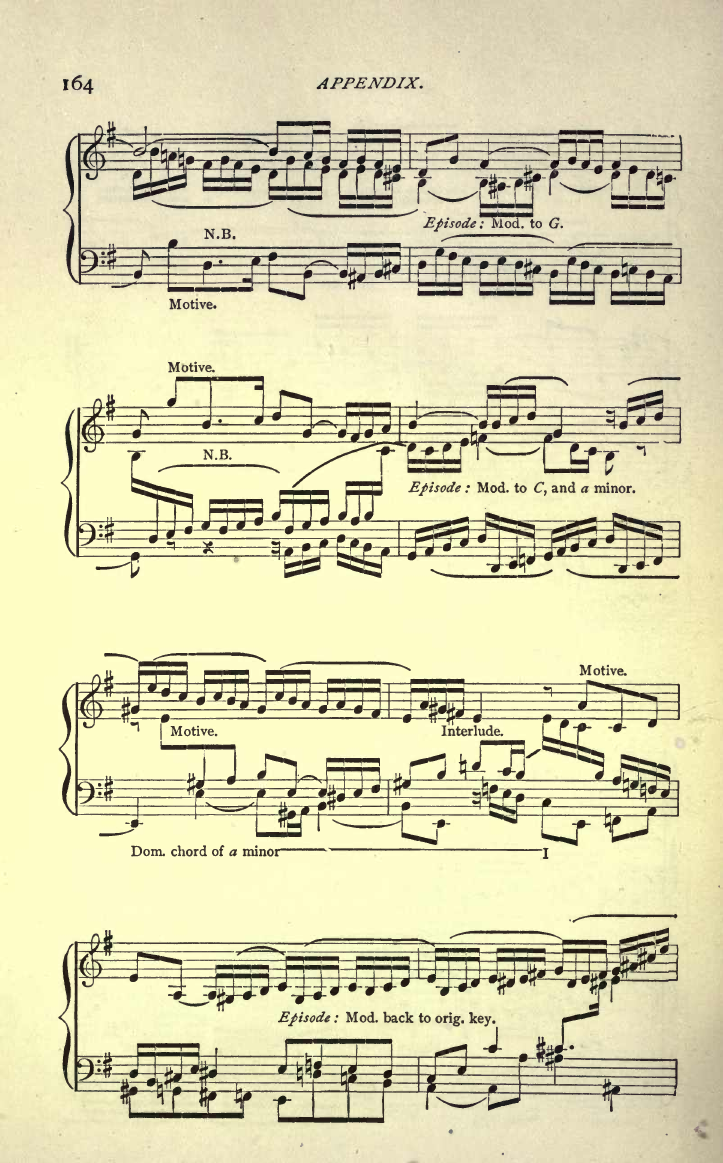 164 APPENDIX.
Episode: Mod. to G.
N.B.
Motive.
Motive.
N.B.
Episode: Mod. to C, and a minor.
Motive.
Motive. Interlude.
Dom. chord of a minor I
Episode: Mod. back to orig. key.